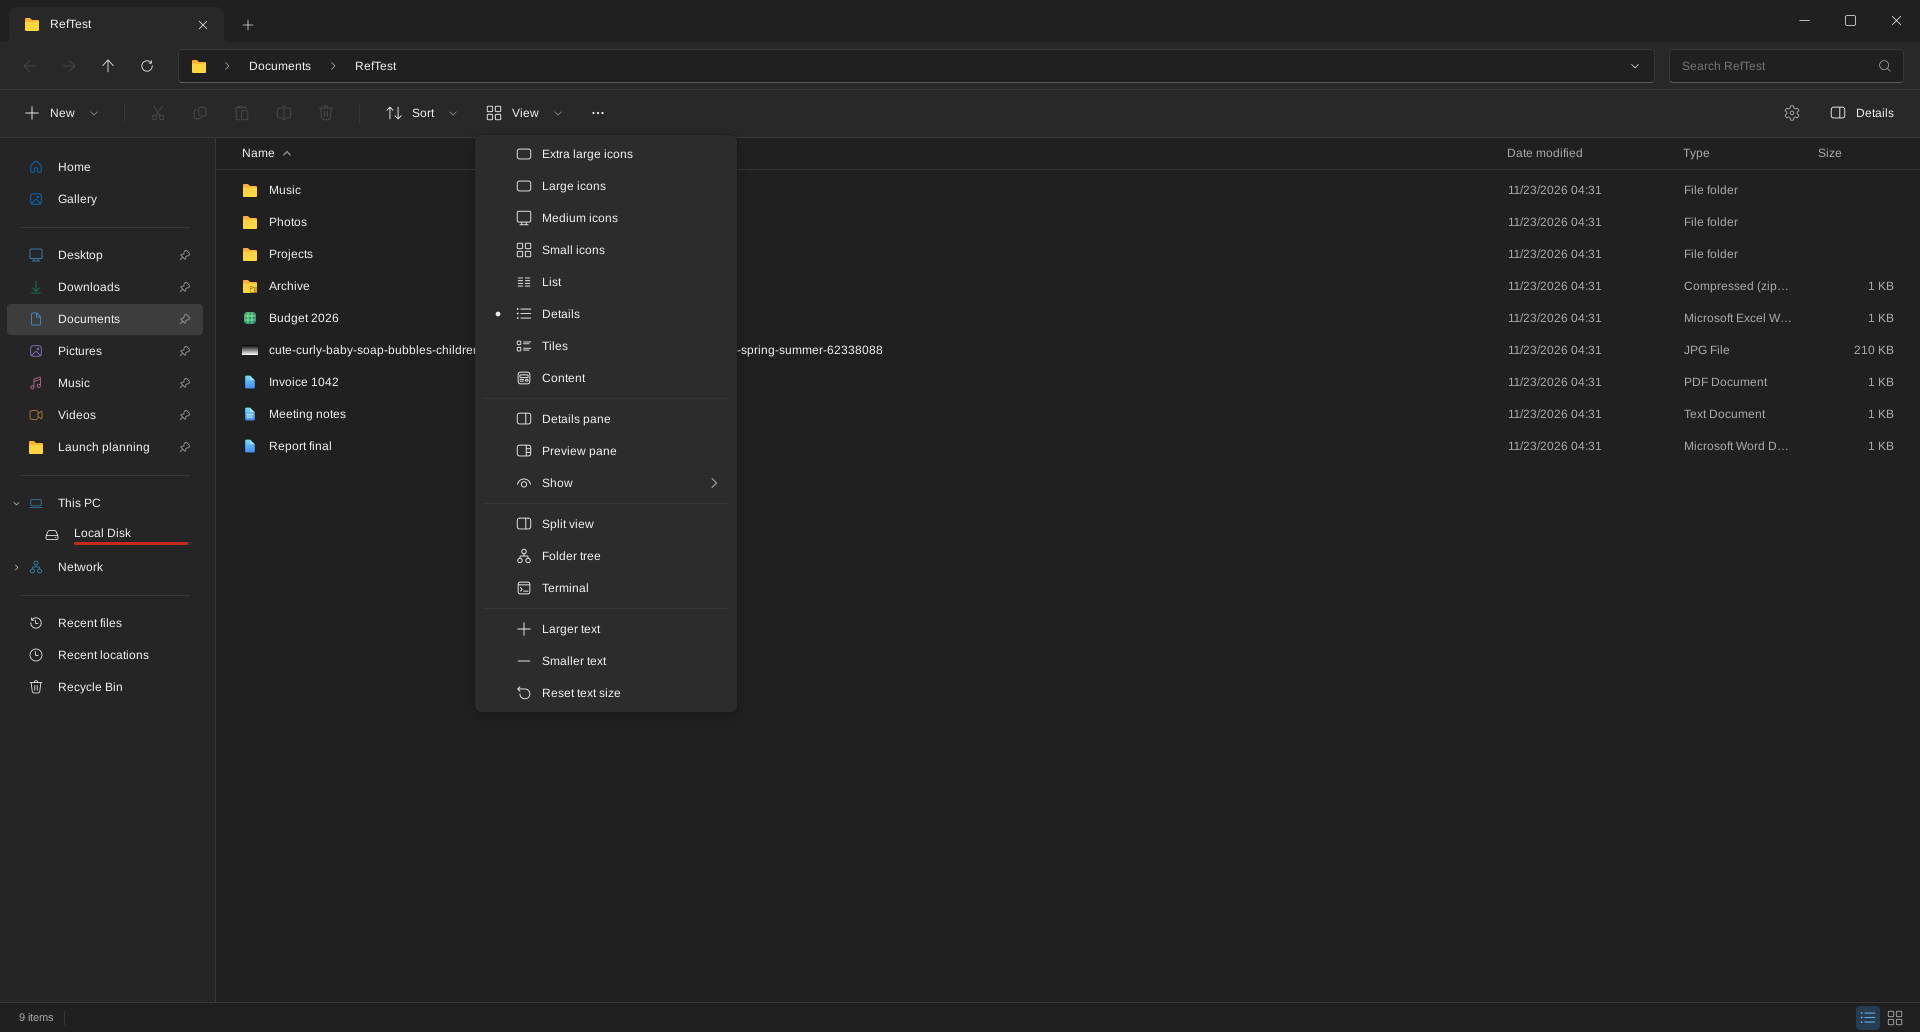 RefTest
Documents
RefTest
Search RefTest
New
Sort
View
Details
Home
Gallery
Desktop
Downloads
Documents
Pictures
Music
Videos
Launch planning
This PC
Local Disk
Network
Recent files
Recent locations
Recycle Bin
Name Date modified Type Size
Music 11/23/2026 04:31 File folder
Photos 11/23/2026 04:31 File folder
Projects 11/23/2026 04:31 File folder
Archive 11/23/2026 04:31 Compressed (zip... 1 KB
Budget 2026 11/23/2026 04:31 Microsoft Excel W... 1 KB
cute-curly-baby-soap-bubbles-children -spring-summer-62338088 11/23/2026 04:31 JPG File 210 KB
Invoice 1042 11/23/2026 04:31 PDF Document 1 KB
Meeting notes 11/23/2026 04:31 Text Document 1 KB
Report final 11/23/2026 04:31 Microsoft Word D... 1 KB
Extra large icons
Large icons
Medium icons
Small icons
List
Details
Tiles
Content
Details pane
Preview pane
Show
Split view
Folder tree
Terminal
Larger text
Smaller text
Reset text size
9 items